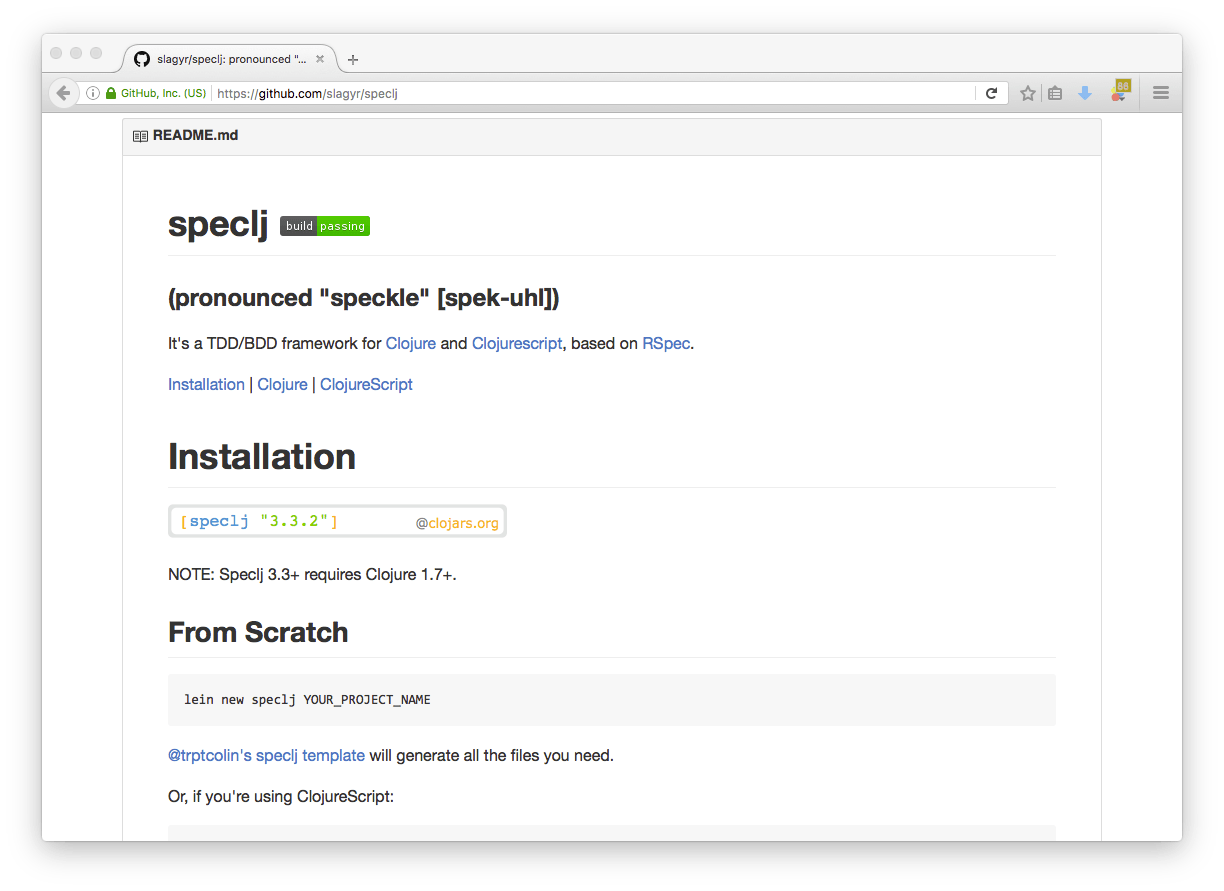 slagyr/speclj: pronounced "...
GitHub, Inc. (US) https://github.com/slagyr/speclj
68
README.md
speclj build passing
(pronounced "speckle" [spek-uhl])
It's a TDD/BDD framework for Clojure and Clojurescript, based on RSpec.
Installation | Clojure | ClojureScript
Installation
[speclj "3.3.2"] @clojars.org
NOTE: Speclj 3.3+ requires Clojure 1.7+.
From Scratch
lein new speclj YOUR_PROJECT_NAME
@trptcolin's speclj template will generate all the files you need.
Or, if you're using ClojureScript: